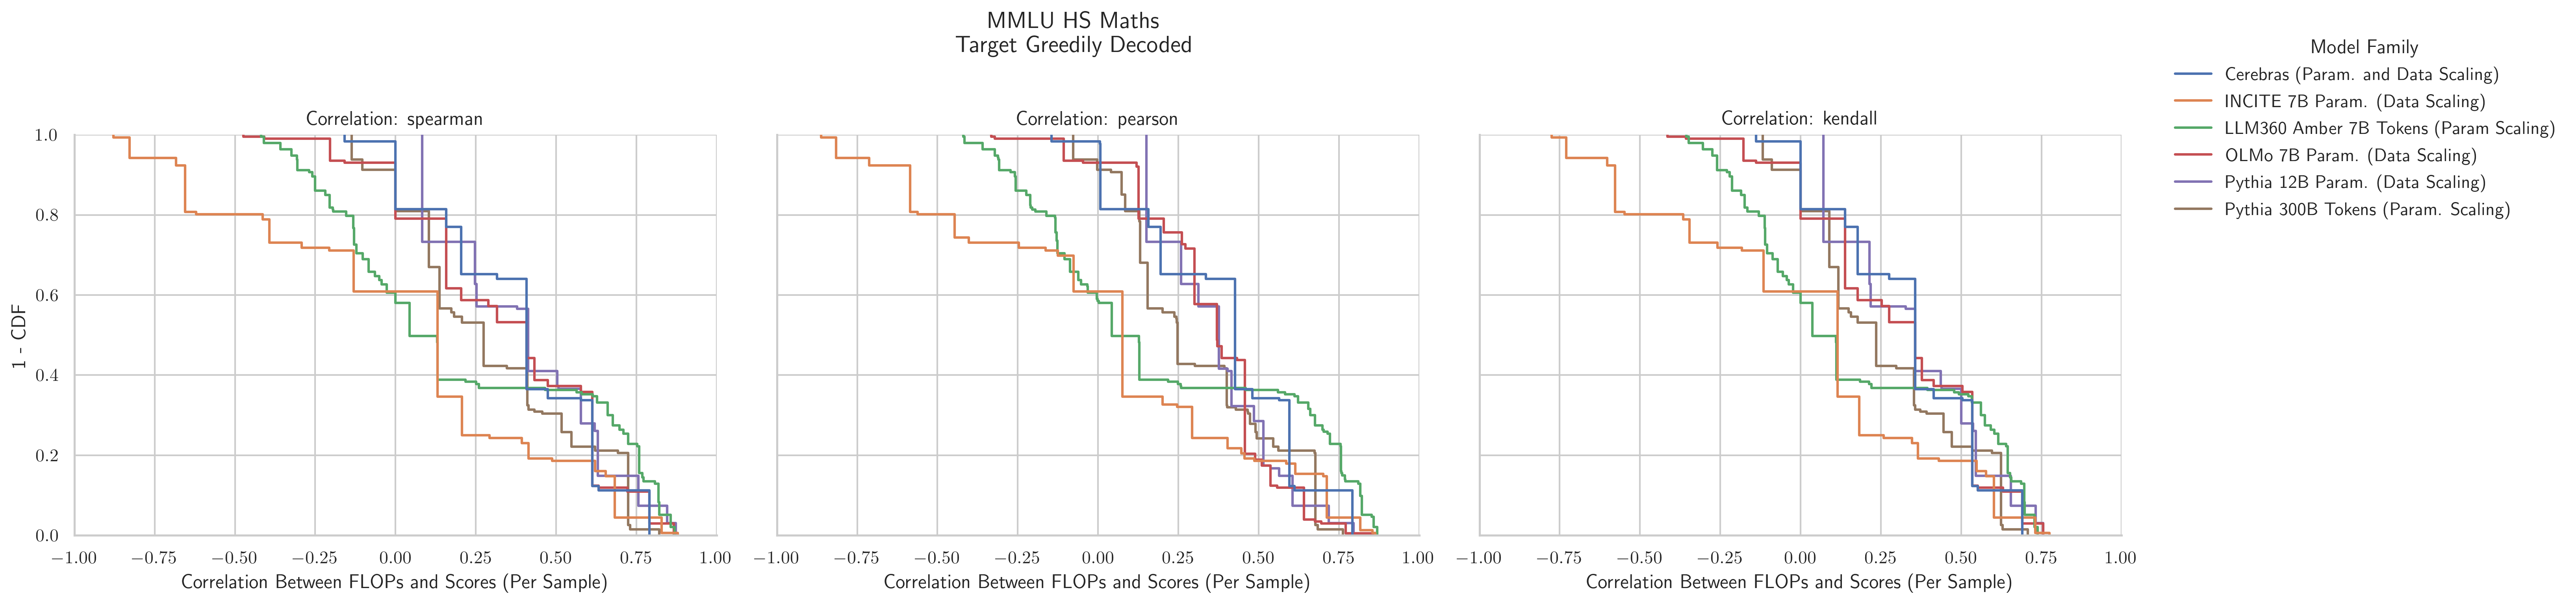 MMLU HS Maths
Target Greedily Decoded
Model Family
Cerebras (Param. and Data Scaling)
INCITE 7B Param. (Data Scaling)
LLM360 Amber 7B Tokens (Param Scaling)
OLMo 7B Param. (Data Scaling)
Pythia 12B Param. (Data Scaling)
Pythia 300B Tokens (Param. Scaling)
Correlation: spearman
Correlation: pearson
Correlation: kendall
1 - CDF
1.0
0.8
0.6
0.4
0.2
0.0
−1.00 −0.75 −0.50 −0.25 0.00 0.25 0.50 0.75 1.00
−1.00 −0.75 −0.50 −0.25 0.00 0.25 0.50 0.75 1.00
−1.00 −0.75 −0.50 −0.25 0.00 0.25 0.50 0.75 1.00
Correlation Between FLOPs and Scores (Per Sample)
Correlation Between FLOPs and Scores (Per Sample)
Correlation Between FLOPs and Scores (Per Sample)